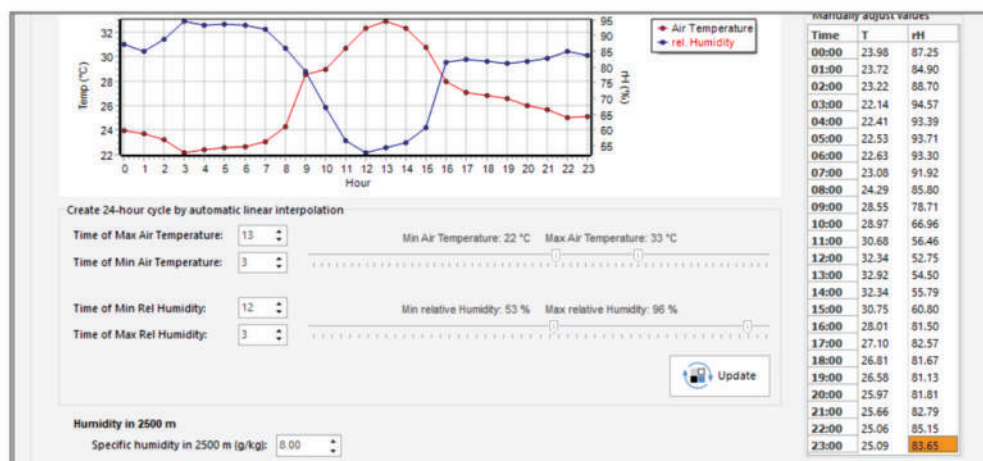 32
30
28
26
24
22
Temp (°C)
95
90
85
80
75
70
65
60
55
rH (%)
0 1 2 3 4 5 6 7 8 9 10 11 12 13 14 15 16 17 18 19 20 21 22 23
Hour
Air Temperature
rel. Humidity
Create 24-hour cycle by automatic linear interpolation
Time of Max Air Temperature: 13
Min Air Temperature: 22 °C Max Air Temperature: 33 °C
Time of Min Air Temperature: 3
Time of Min Rel Humidity: 12
Min relative Humidity: 53 % Max relative Humidity: 96 %
Time of Max Rel Humidity: 3
Update
Humidity in 2500 m
Specific humidity in 2500 m (g/kg): 8.00
Manually adjust values
Time T rH
00:00 23.98 87.25
01:00 23.72 84.90
02:00 23.22 88.70
03:00 22.14 94.57
04:00 22.41 93.39
05:00 22.53 93.71
06:00 22.63 93.30
07:00 23.08 91.92
08:00 24.29 85.80
09:00 28.55 78.71
10:00 28.97 66.96
11:00 30.68 56.46
12:00 32.34 52.75
13:00 32.92 54.50
14:00 32.34 55.79
15:00 30.75 60.80
16:00 28.01 81.50
17:00 27.10 82.57
18:00 26.81 81.67
19:00 26.58 81.13
20:00 25.97 81.81
21:00 25.66 82.79
22:00 25.06 85.15
23:00 25.09 83.65